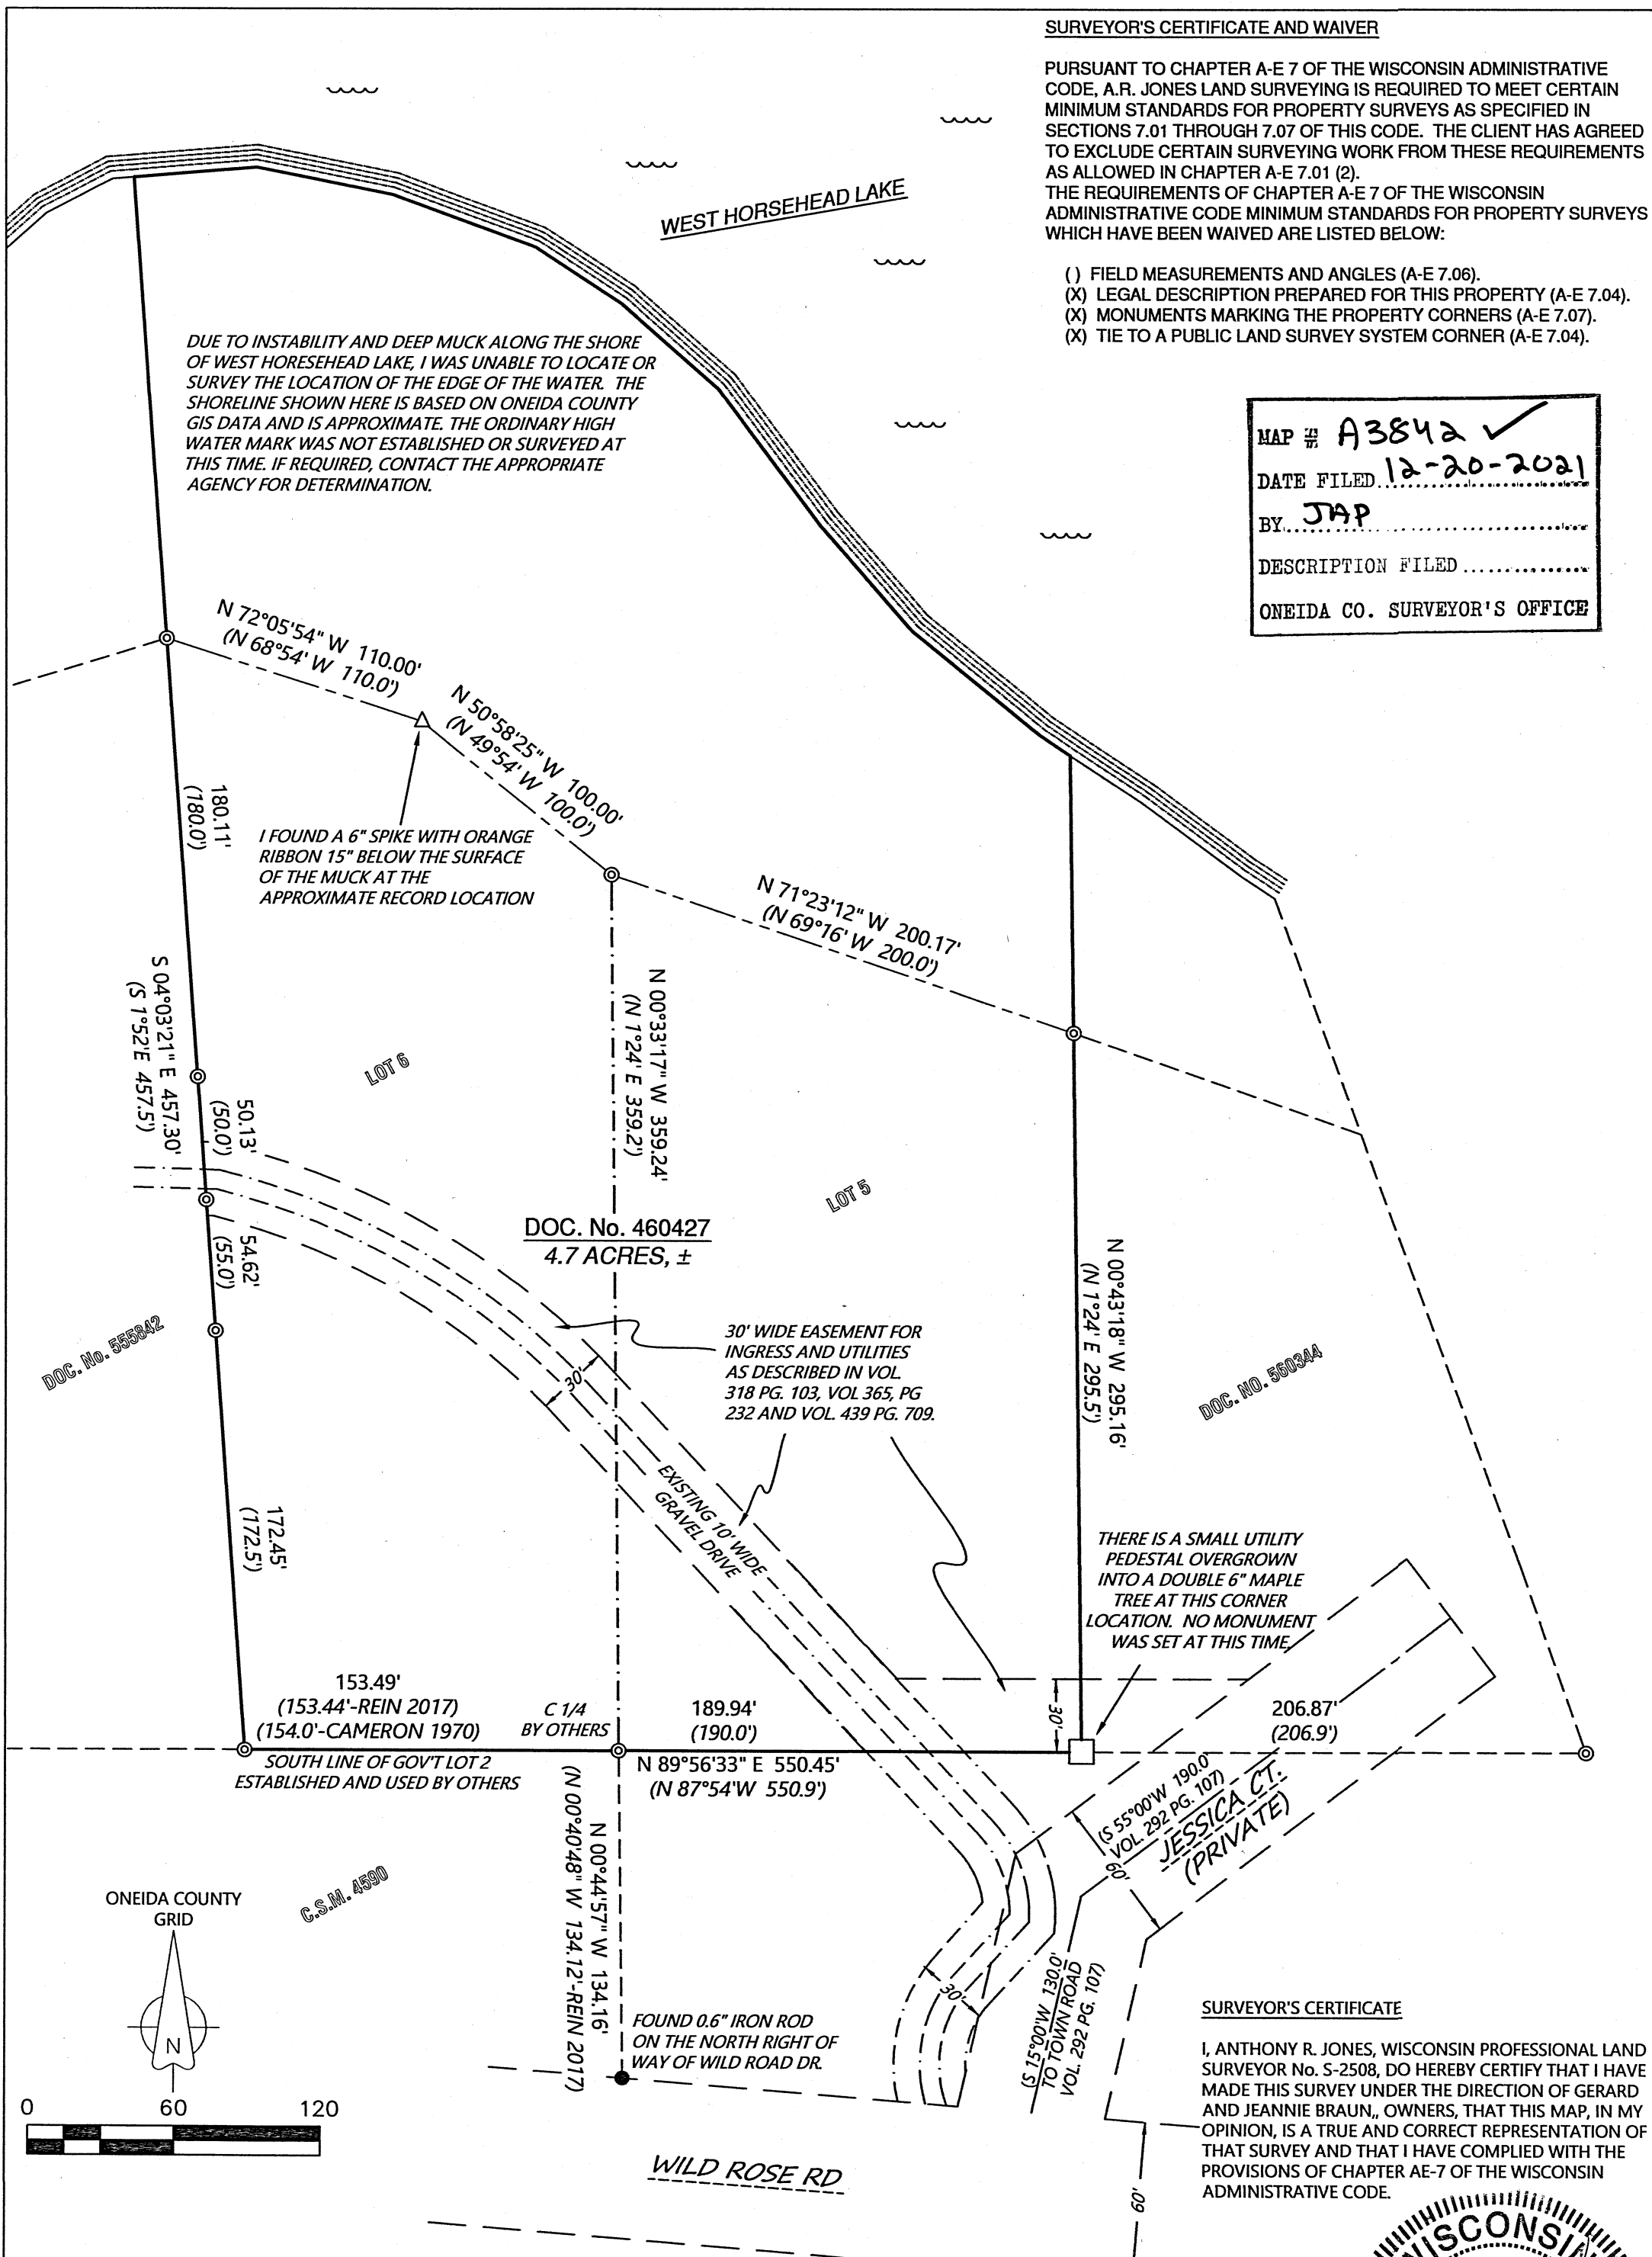 SURVEYOR'S CERTIFICATE AND WAIVER
PURSUANT TO CHAPTER A-E 7 OF THE WISCONSIN ADMINISTRATIVE
CODE, A.R. JONES LAND SURVEYING IS REQUIRED TO MEET CERTAIN
MINIMUM STANDARDS FOR PROPERTY SURVEYS AS SPECIFIED IN
SECTIONS 7.01 THROUGH 7.07 OF THIS CODE. THE CLIENT HAS AGREED
TO EXCLUDE CERTAIN SURVEYING WORK FROM THESE REQUIREMENTS
AS ALLOWED IN CHAPTER A-E 7.01 (2).
THE REQUIREMENTS OF CHAPTER A-E 7 OF THE WISCONSIN
ADMINISTRATIVE CODE MINIMUM STANDARDS FOR PROPERTY SURVEYS
WHICH HAVE BEEN WAIVED ARE LISTED BELOW:
( ) FIELD MEASUREMENTS AND ANGLES (A-E 7.06).
(X) LEGAL DESCRIPTION PREPARED FOR THIS PROPERTY (A-E 7.04).
(X) MONUMENTS MARKING THE PROPERTY CORNERS (A-E 7.07).
(X) TIE TO A PUBLIC LAND SURVEY SYSTEM CORNER (A-E 7.04).
WEST HORSEHEAD LAKE
DUE TO INSTABILITY AND DEEP MUCK ALONG THE SHORE
OF WEST HORESEHEAD LAKE, I WAS UNABLE TO LOCATE OR
SURVEY THE LOCATION OF THE EDGE OF THE WATER. THE
SHORELINE SHOWN HERE IS BASED ON ONEIDA COUNTY
GIS DATA AND IS APPROXIMATE. THE ORDINARY HIGH
WATER MARK WAS NOT ESTABLISHED OR SURVEYED AT
THIS TIME. IF REQUIRED, CONTACT THE APPROPRIATE
AGENCY FOR DETERMINATION.
MAP # A3842 ✓
DATE FILED 12-20-2021
BY JAP
DESCRIPTION FILED
ONEIDA CO. SURVEYOR'S OFFICE
N 72°05'54" W 110.00'
(N 68°54' W 110.0')
N 50°58'25" W 100.00'
(N 49°54' W 100.0')
180.11'
(180.0')
I FOUND A 6" SPIKE WITH ORANGE
RIBBON 15" BELOW THE SURFACE
OF THE MUCK AT THE
APPROXIMATE RECORD LOCATION
N 71°23'12" W 200.17'
(N 69°16' W 200.0')
S 04°03'21" E 457.30'
(S 1°52'E 457.5')
N 00°33'17" W 359.24'
(N 1°24' E 359.2')
LOT 6
50.13'
(50.0')
LOT 5
DOC. No. 460427
4.7 ACRES, ±
54.62'
(55.0')
N 00°43'18" W 295.16'
(N 1°24' E 295.5')
DOC. No. 555842
30' WIDE EASEMENT FOR
INGRESS AND UTILITIES
AS DESCRIBED IN VOL.
318 PG. 103, VOL 365, PG
232 AND VOL. 439 PG. 709.
30'
DOC. NO. 560344
EXISTING 10' WIDE
GRAVEL DRIVE
172.45'
(172.5')
THERE IS A SMALL UTILITY
PEDESTAL OVERGROWN
INTO A DOUBLE 6" MAPLE
TREE AT THIS CORNER
LOCATION. NO MONUMENT
WAS SET AT THIS TIME.
153.49'
(153.44'-REIN 2017)
(154.0'-CAMERON 1970)
C 1/4
BY OTHERS
189.94'
(190.0')
30'
206.87'
(206.9')
SOUTH LINE OF GOV'T LOT 2
ESTABLISHED AND USED BY OTHERS
N 89°56'33" E 550.45'
(N 87°54'W 550.9')
(S 55°00'W 190.0'
VOL. 292 PG. 107)
JESSICA CT.
(PRIVATE)
60'
N 00°44'57" W 134.16'
(N 00°40'48" W 134.12'-REIN 2017)
C.S.M. 4590
ONEIDA COUNTY
GRID
N
30'
(S 15°00'W 130.0'
TO TOWN ROAD
VOL. 292 PG. 107)
FOUND 0.6" IRON ROD
ON THE NORTH RIGHT OF
WAY OF WILD ROAD DR.
0 60 120
WILD ROSE RD
60'
SURVEYOR'S CERTIFICATE
I, ANTHONY R. JONES, WISCONSIN PROFESSIONAL LAND
SURVEYOR No. S-2508, DO HEREBY CERTIFY THAT I HAVE
MADE THIS SURVEY UNDER THE DIRECTION OF GERARD
AND JEANNIE BRAUN,, OWNERS, THAT THIS MAP, IN MY
OPINION, IS A TRUE AND CORRECT REPRESENTATION OF
THAT SURVEY AND THAT I HAVE COMPLIED WITH THE
PROVISIONS OF CHAPTER AE-7 OF THE WISCONSIN
ADMINISTRATIVE CODE.
WISCONSIN